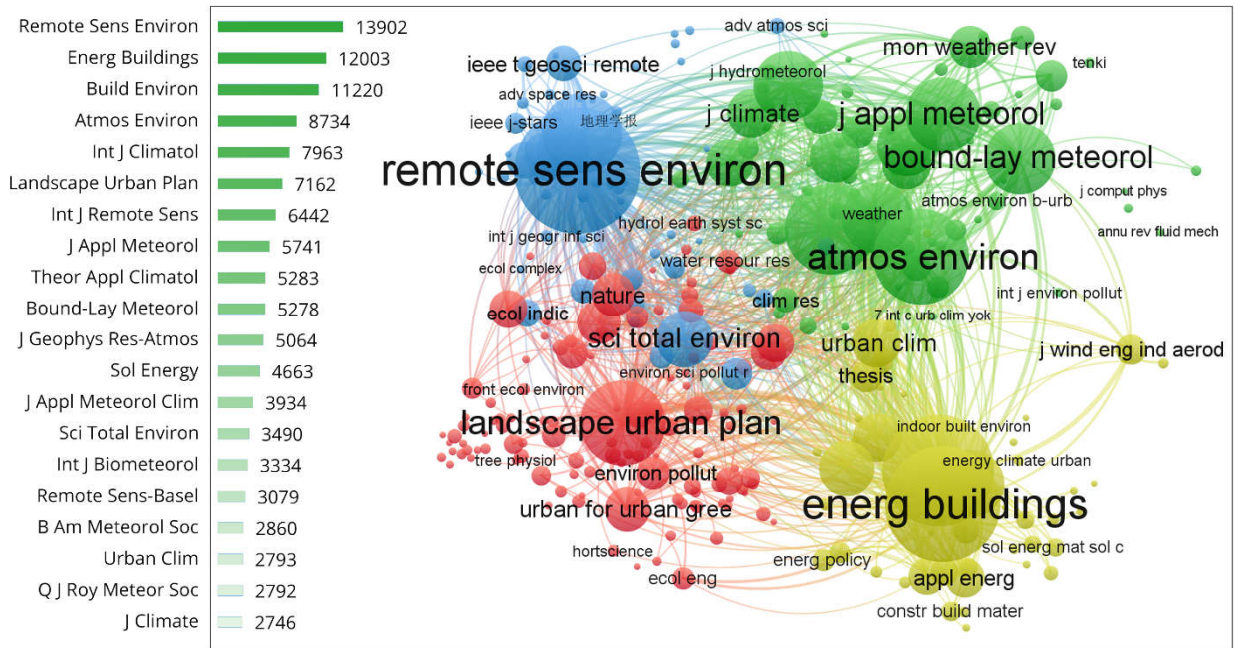 Remote Sens Environ 13902
Energ Buildings 12003
Build Environ 11220
Atmos Environ 8734
Int J Climatol 7963
Landscape Urban Plan 7162
Int J Remote Sens 6442
J Appl Meteorol 5741
Theor Appl Climatol 5283
Bound-Lay Meteorol 5278
J Geophys Res-Atmos 5064
Sol Energy 4663
J Appl Meteorol Clim 3934
Sci Total Environ 3490
Int J Biometeorol 3334
Remote Sens-Basel 3079
B Am Meteorol Soc 2860
Urban Clim 2793
Q J Roy Meteor Soc 2792
J Climate 2746
adv atmos sci
mon weather rev
tenki
ieee t geosci remote
j hydrometeorol
adv space res
j climate
j appl meteorol
ieee j-stars
地理学报
remote sens environ
bound-lay meteorol
j comput phys
atmos environ b-urb
weather
hydrol earth syst sc
annu rev fluid mech
int j geogr inf sci
water resour res
atmos environ
ecol complex
nature
clim res
int j environ pollut
ecol indic
7 int c urb clim yok
sci total environ
urban clim
j wind eng ind aerod
environ sci pollut r
thesis
front ecol environ
landscape urban plan
indoor built environ
tree physiol
environ pollut
energy climate urban
energ buildings
urban for urban gree
hortscience
sol energ mat sol c
energ policy
ecol eng
appl energ
constr build mater